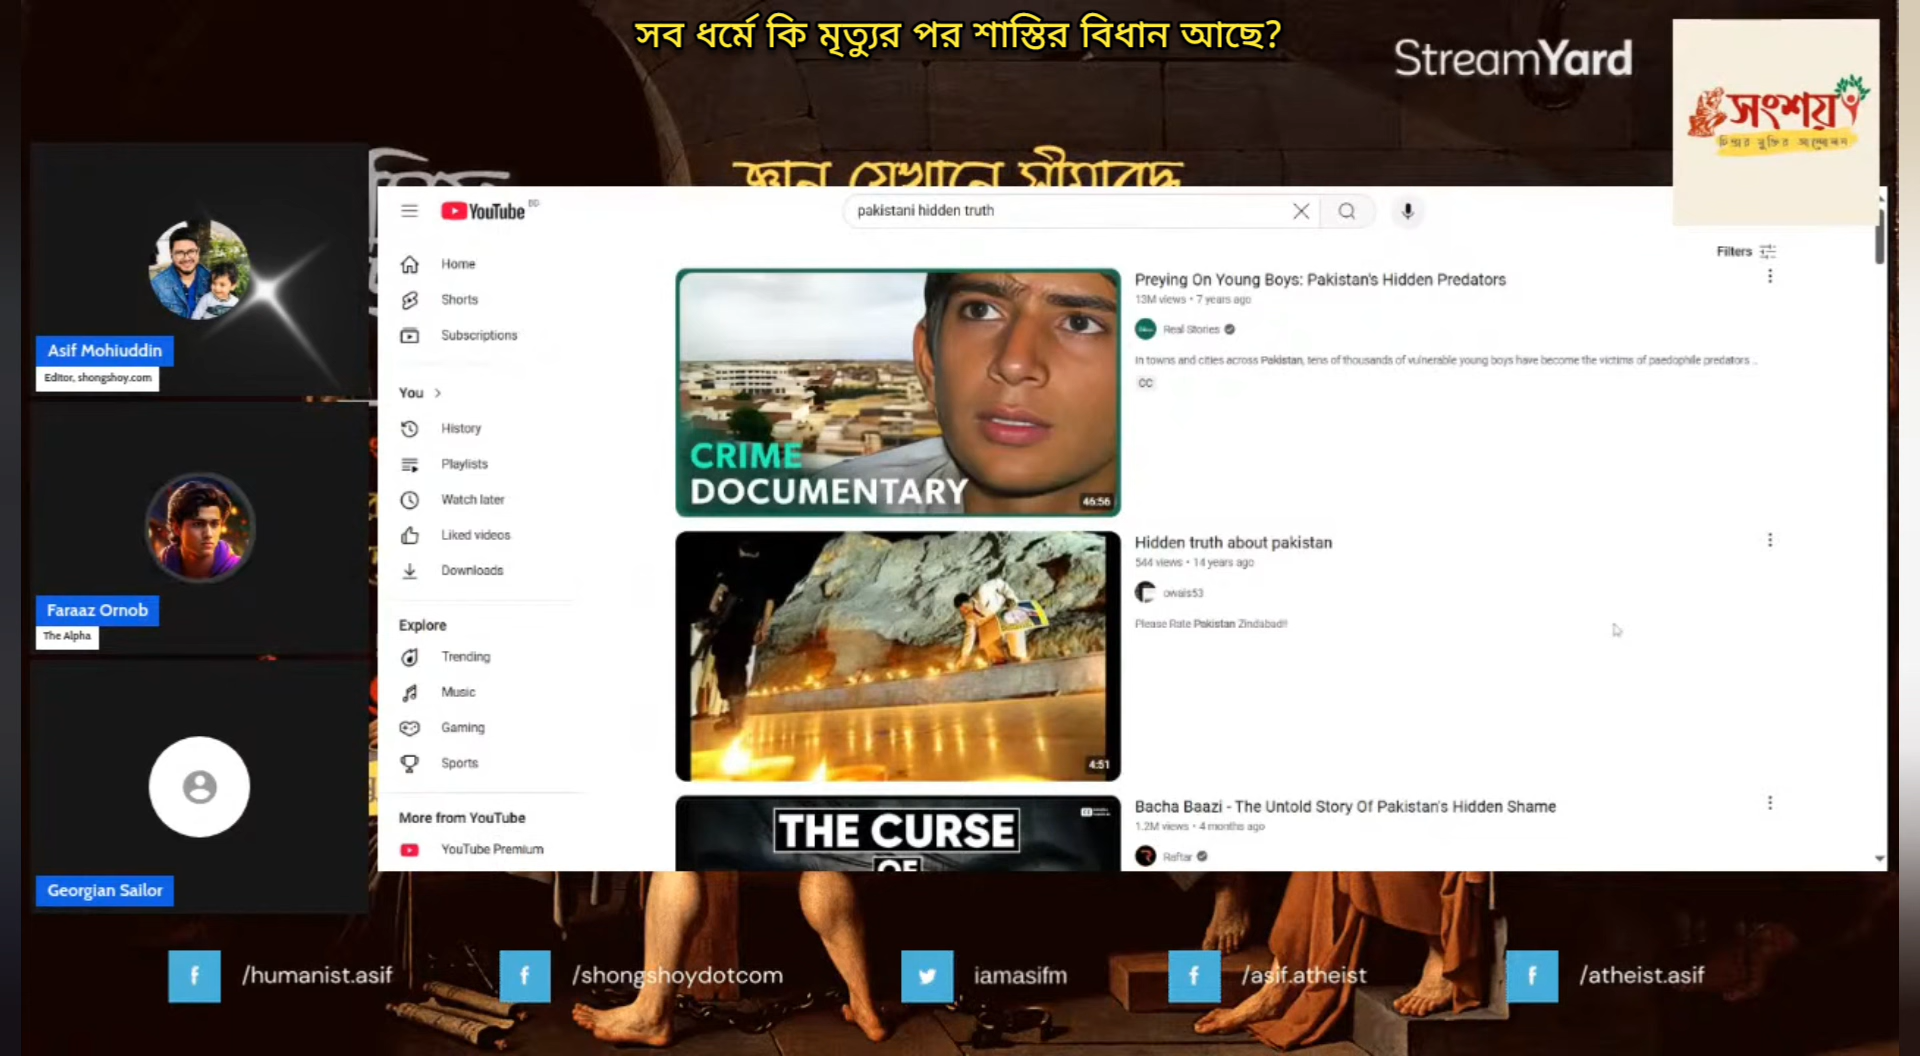 সব ধর্মে কি মৃত্যুর পর শাস্তির বিধান আছে?
StreamYard
সংশয়
চিন্তার মুক্তির আন্দোলন
জ্ঞান যেখানে সীমাবদ্ধ
Asif Mohiuddin
Editor, shongshoy.com
Faraaz Ornob
The Alpha
Georgian Sailor
YouTube BD
pakistani hidden truth
Home
Shorts
Subscriptions
You
History
Playlists
Watch later
Liked videos
Downloads
Explore
Trending
Music
Gaming
Sports
More from YouTube
YouTube Premium
Filters
CRIME
DOCUMENTARY
46:56
Preying On Young Boys: Pakistan's Hidden Predators
13M views • 7 years ago
Real Stories
In towns and cities across Pakistan, tens of thousands of vulnerable young boys have become the victims of paedophile predators ...
CC
4:51
Hidden truth about pakistan
544 views • 14 years ago
owais53
Please Rate Pakistan Zindabad!!
THE CURSE
OF
Bacha Baazi - The Untold Story Of Pakistan's Hidden Shame
1.2M views • 4 months ago
Raftar
/humanist.asif
/shongshoydotcom
iamasifm
/asif.atheist
/atheist.asif